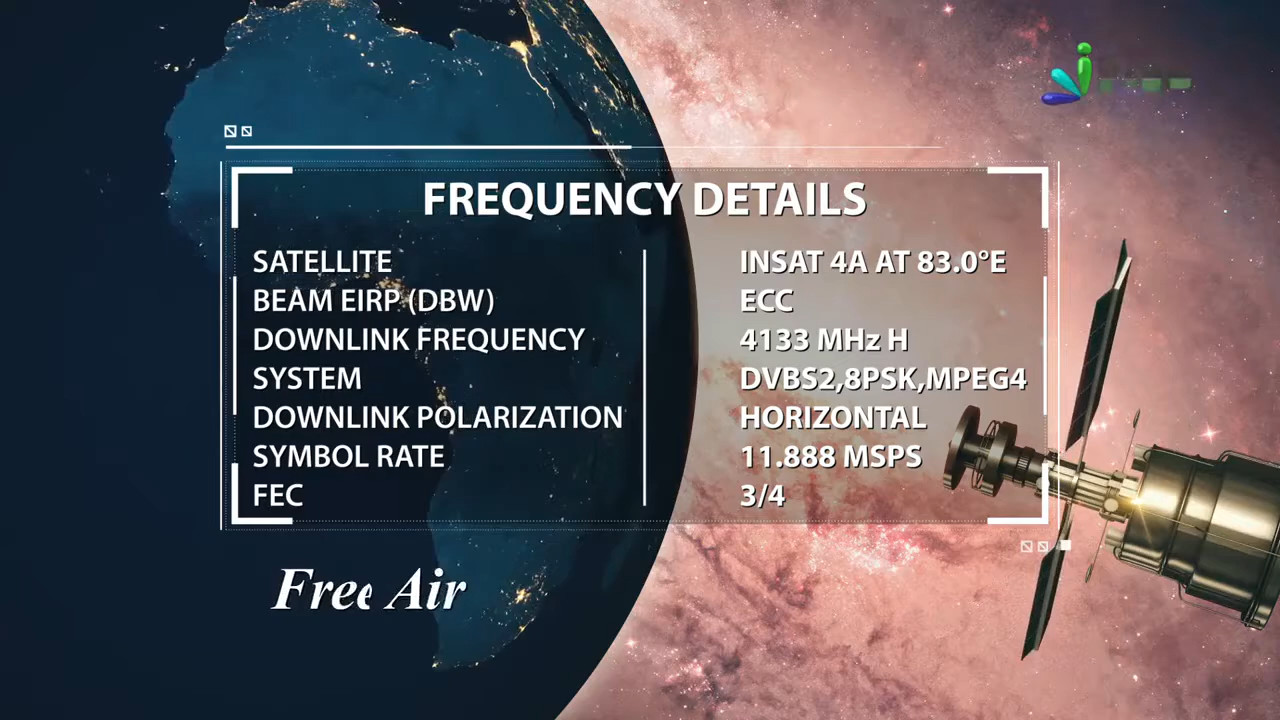 FREQUENCY DETAILS
SATELLITE INSAT 4A AT 83.0°E
BEAM EIRP (DBW) ECC
DOWNLINK FREQUENCY 4133 MHz H
SYSTEM DVBS2,8PSK,MPEG4
DOWNLINK POLARIZATION HORIZONTAL
SYMBOL RATE 11.888 MSPS
FEC 3/4
Free Air